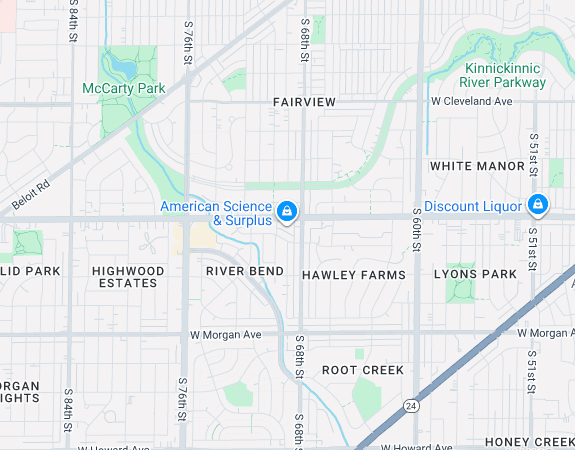 S 84th St
S 76th St
S 68th St
McCarty Park
Kinnickinnic
River Parkway
FAIRVIEW
W Cleveland Ave
S 51st St
WHITE MANOR
Beloit Rd
American Science
& Surplus
Discount Liquor
S 60th St
S 51st St
LID PARK
HIGHWOOD
ESTATES
RIVER BEND
HAWLEY FARMS
LYONS PARK
W Morgan Ave
W Morgan A
S 68th St
S 51st St
ROOT CREEK
ORGAN
IGHTS
S 84th St
S 76th St
24
S 68th St
W Howard Ave
W Howard Ave
HONEY CREEK